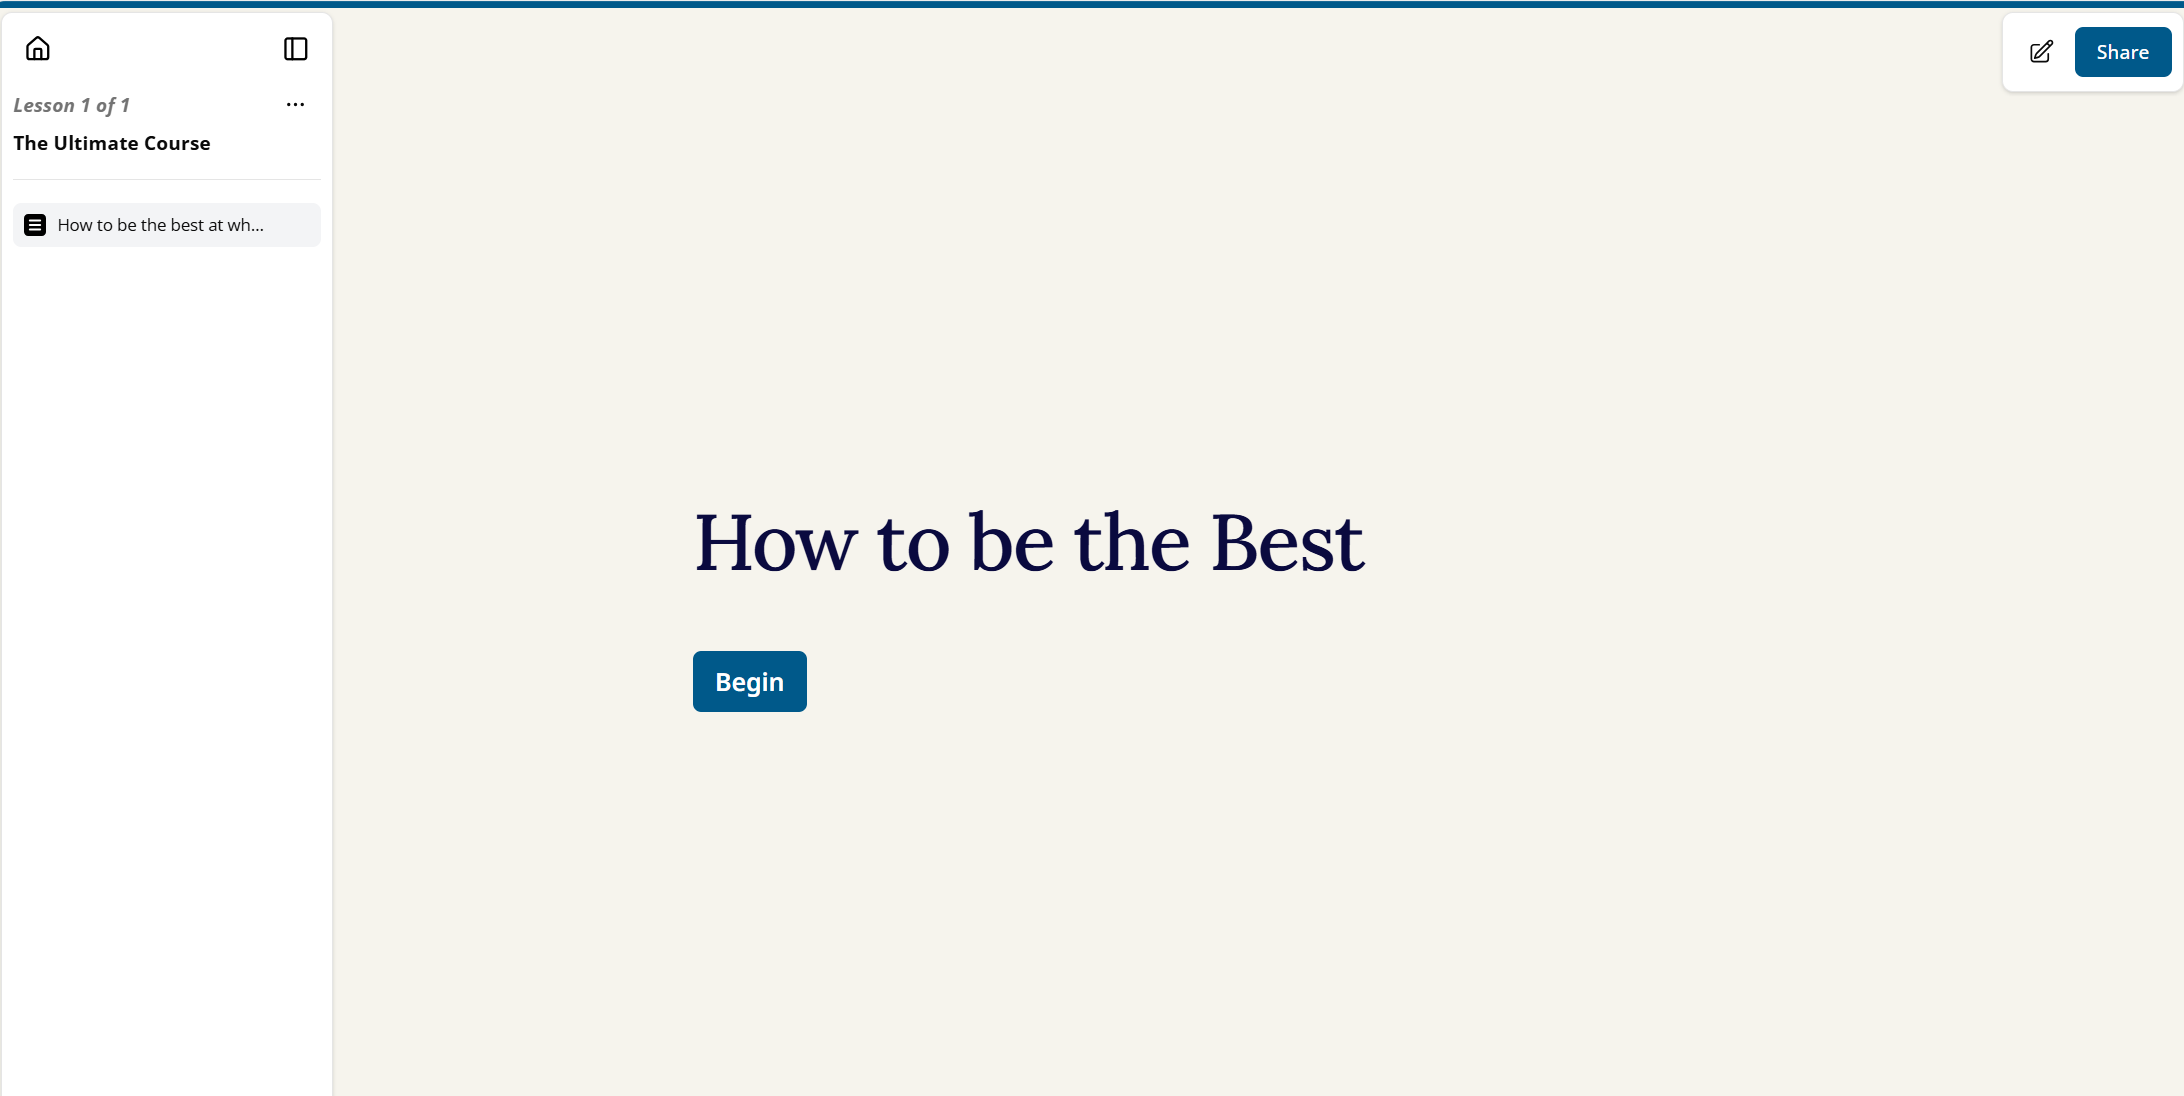 Share
Lesson 1 of 1
The Ultimate Course
How to be the best at wh...
How to be the Best
Begin